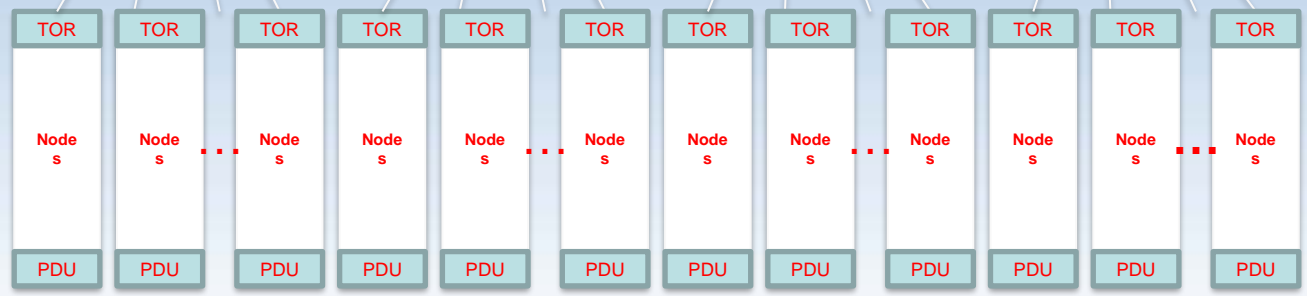 TOR TOR TOR TOR TOR TOR TOR TOR TOR TOR TOR TOR
Node Node Node Node Node Node Node Node Node Node Node Node
s s ... s s s ... s s s ... s s s ... s
PDU PDU PDU PDU PDU PDU PDU PDU PDU PDU PDU PDU